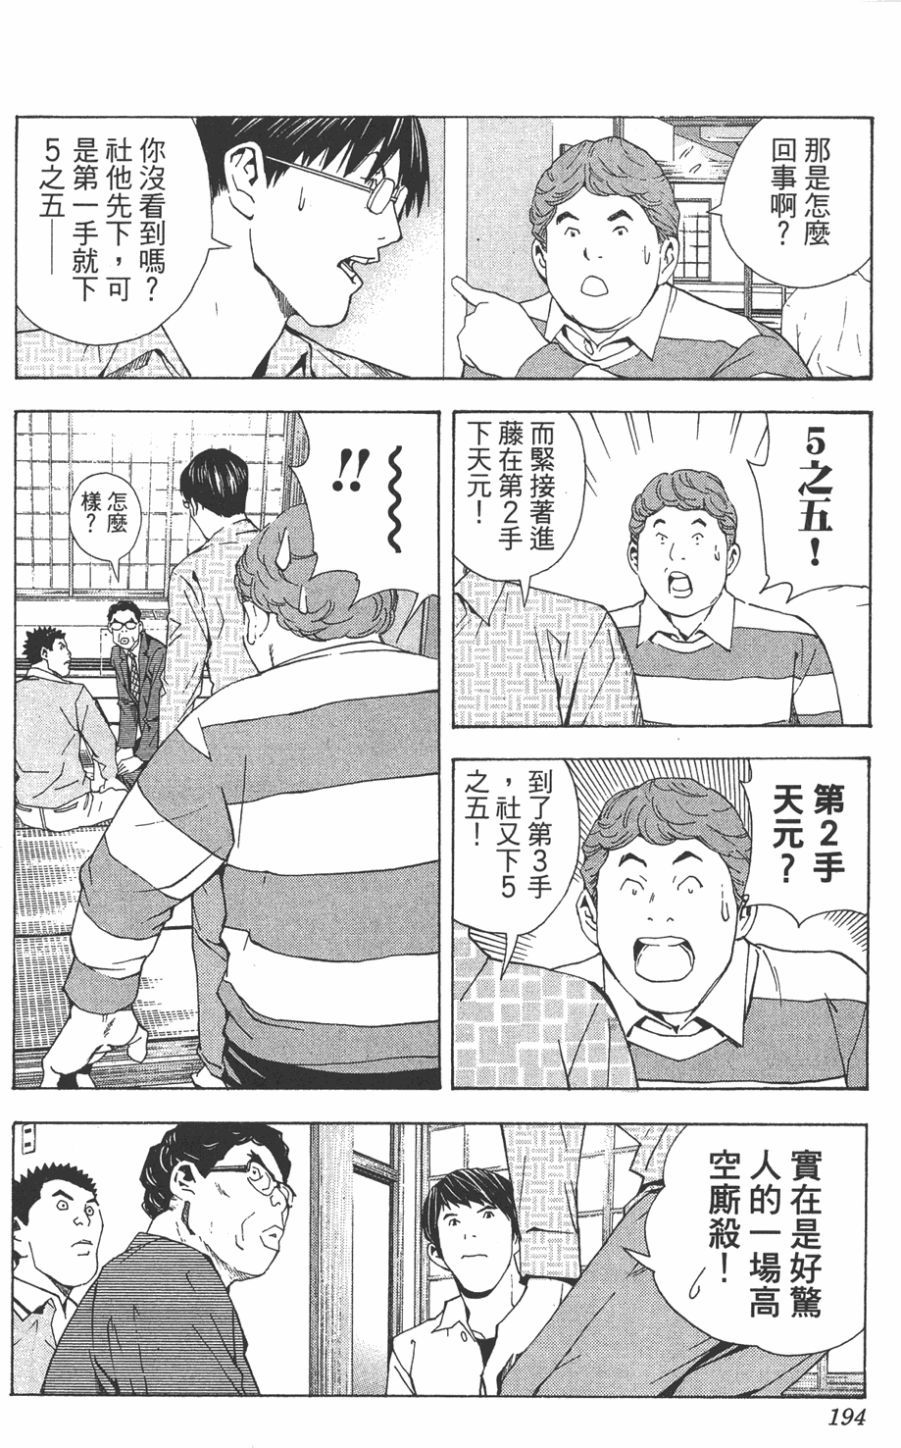 那是怎麼
回事啊？
你沒看到嗎？
社他先下，可
是第一手就下
5之五——
5之五！
而緊接著進
藤在第2手
下天元！
第2手
天元？
到了第3手
，社又下5
之五！
～～!!
怎麼
樣？
實在是好驚
人的一場高
空廝殺！
194